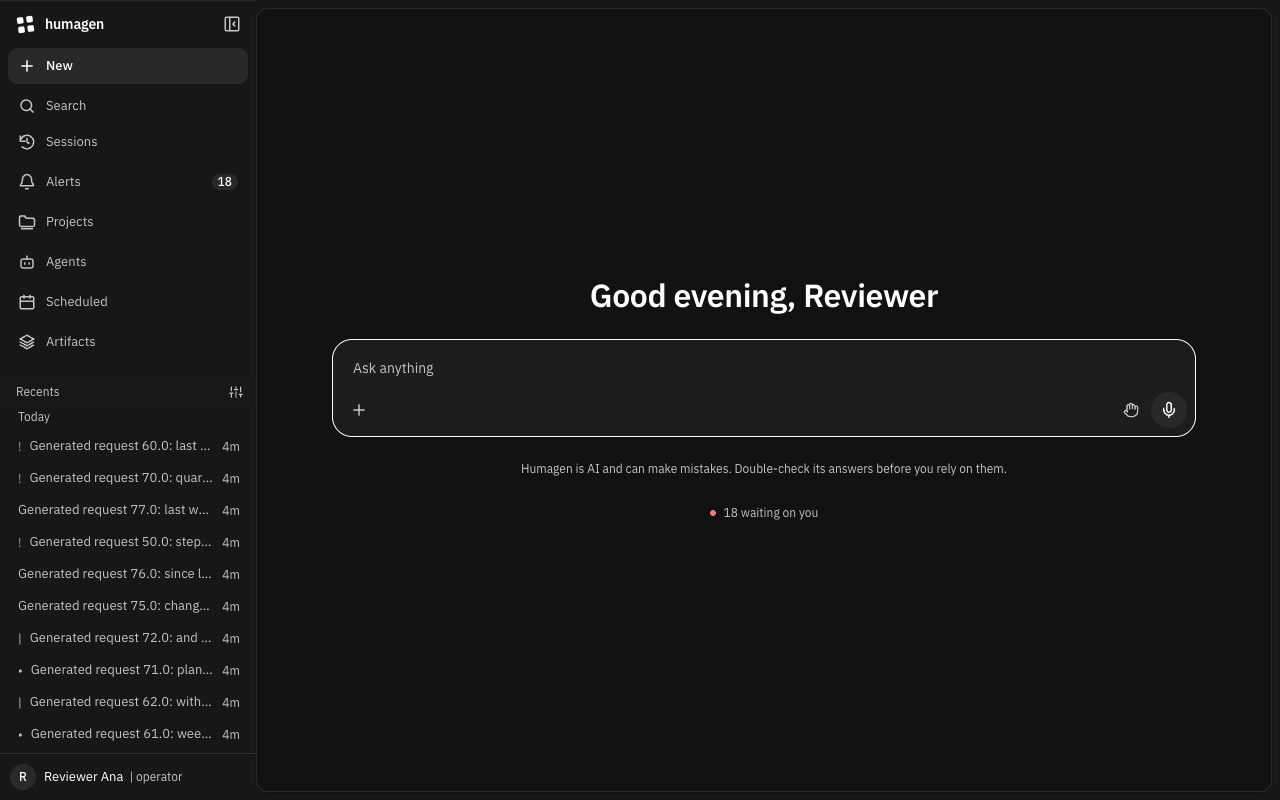 humagen
New
Search
Sessions
Alerts 18
Projects
Agents
Scheduled
Artifacts
Recents
Today
! Generated request 60.0: last ... 4m
! Generated request 70.0: quar... 4m
Generated request 77.0: last w... 4m
! Generated request 50.0: step... 4m
Generated request 76.0: since l... 4m
Generated request 75.0: chang... 4m
| Generated request 72.0: and ... 4m
• Generated request 71.0: plan... 4m
| Generated request 62.0: with... 4m
• Generated request 61.0: wee... 4m
R Reviewer Ana | operator
Good evening, Reviewer
Ask anything
Humagen is AI and can make mistakes. Double-check its answers before you rely on them.
18 waiting on you